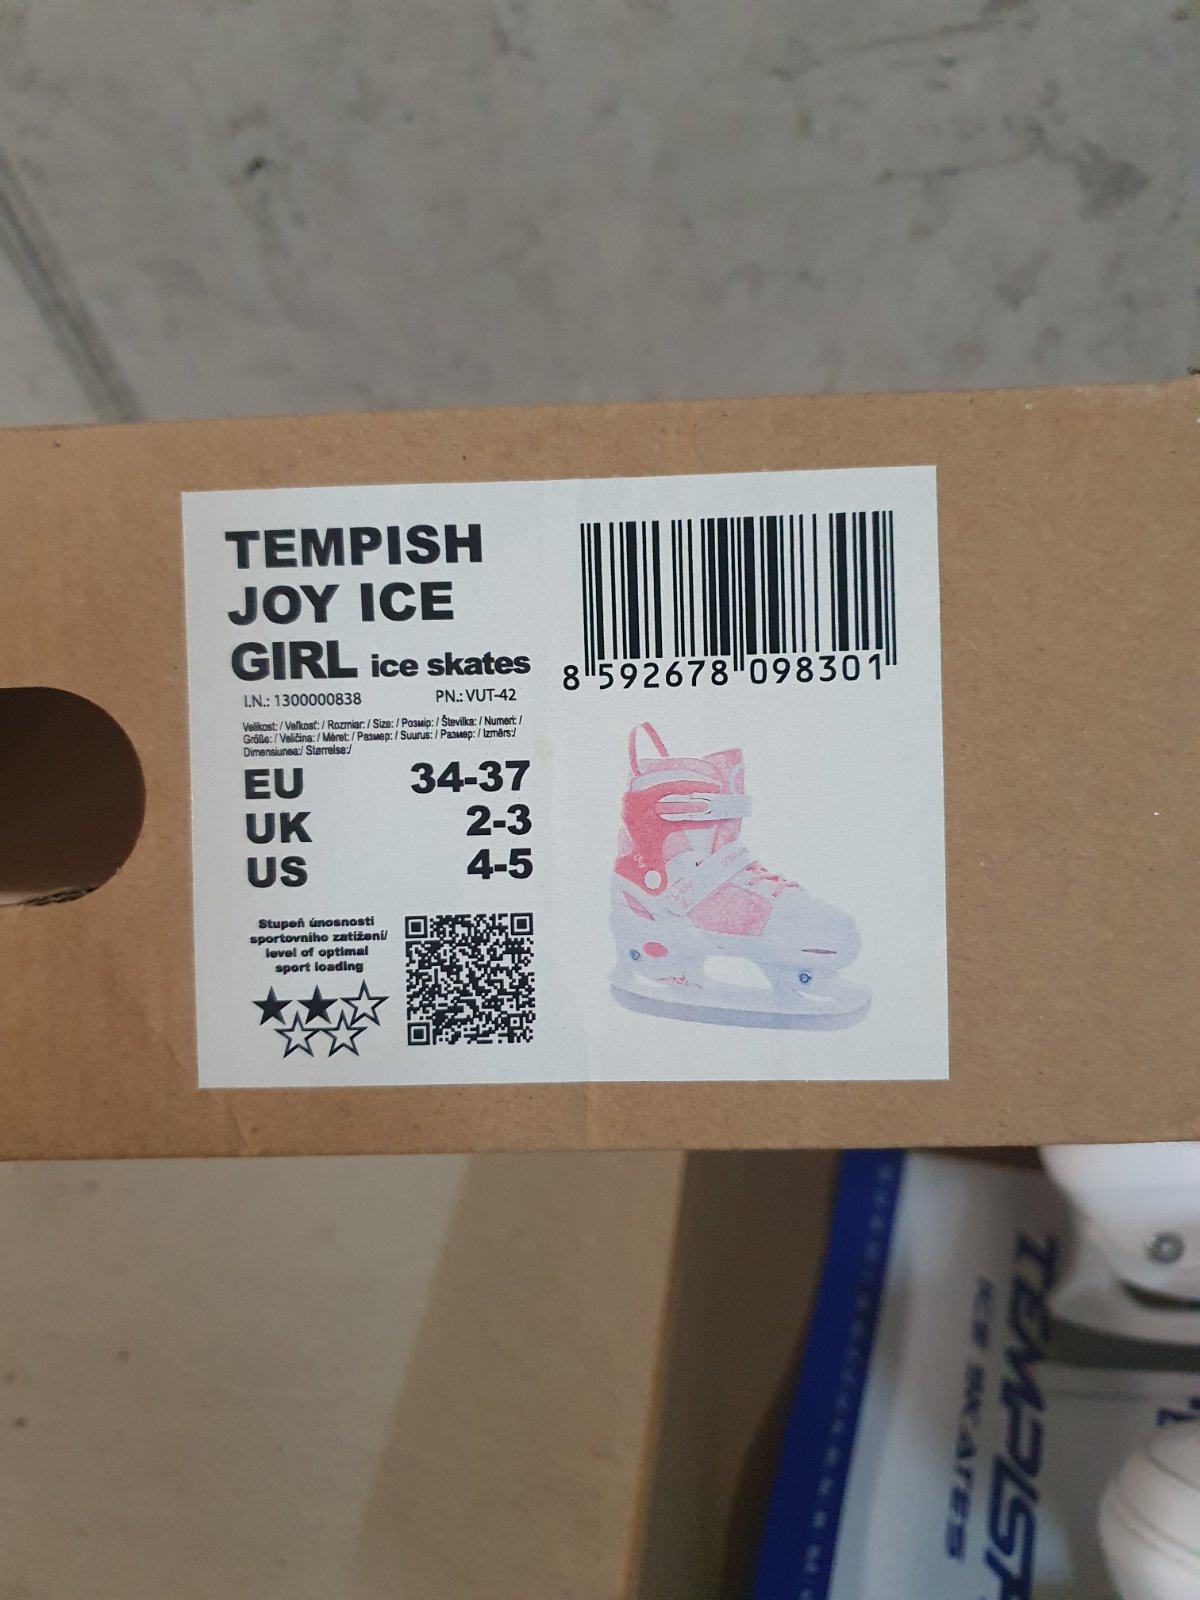 TEMPISH
JOY ICE
GIRL ice skates
I.N.: 1300000838 PN.: VUT-42
Velikost: / Veľkosť: / Rozmiar: / Size: / Розмір: / Številka: / Numeri: /
Größe: / Veličina: / Méret: / Размер: / Suurus: / Размер: / Izmērs:/
Dimensiunea:/ Størrelse:/
EU 34-37
UK 2-3
US 4-5
Stupeň únosnosti
sportovního zatížení/
level of optimal
sport loading
8 592678 098301
TEMPISH
ICE SKATES